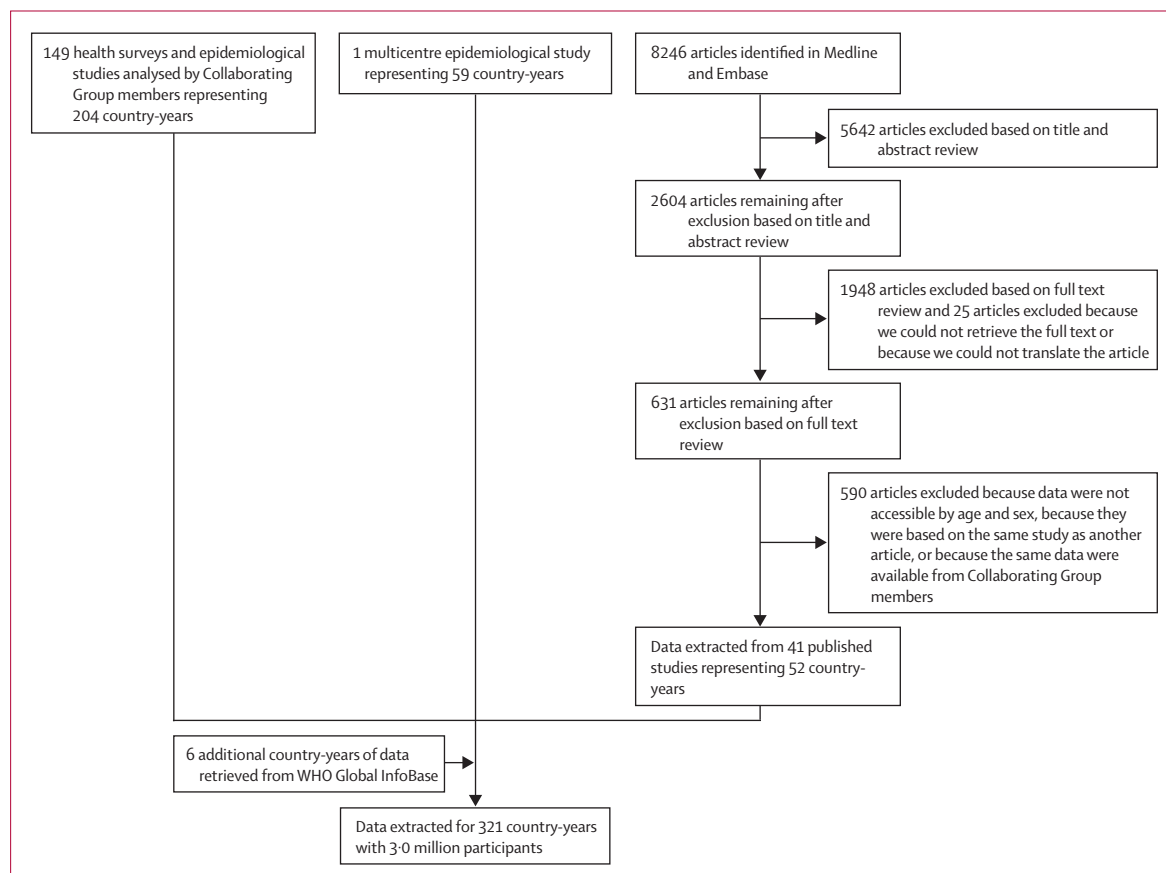 149 health surveys and epidemiological
studies analysed by Collaborating
Group members representing
204 country-years
1 multicentre epidemiological study
representing 59 country-years
8246 articles identified in Medline
and Embase
5642 articles excluded based on title and
abstract review
2604 articles remaining after
exclusion based on title and
abstract review
1948 articles excluded based on full text
review and 25 articles excluded because
we could not retrieve the full text or
because we could not translate the article
631 articles remaining after
exclusion based on full text
review
590 articles excluded because data were not
accessible by age and sex, because they
were based on the same study as another
article, or because the same data were
available from Collaborating Group
members
Data extracted from 41 published
studies representing 52 country-
years
6 additional country-years of data
retrieved from WHO Global InfoBase
Data extracted for 321 country-years
with 3·0 million participants